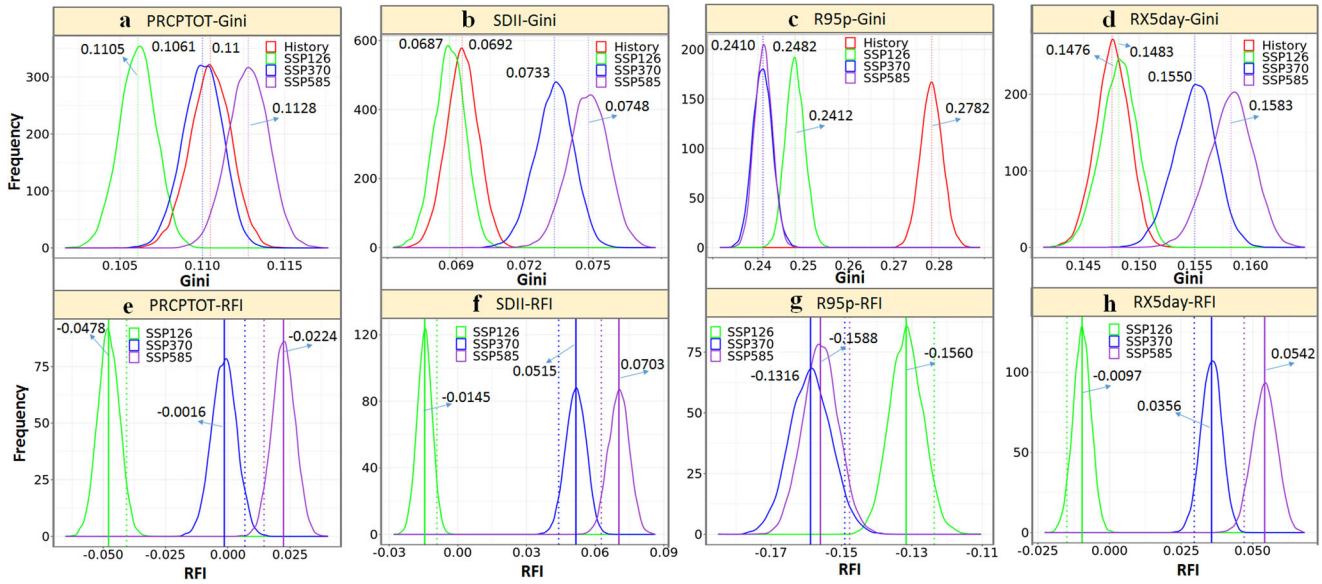 a PRCPTOT-Gini
b SDII-Gini
c R95p-Gini
d RX5day-Gini
Frequency
300
200
100
0
0.1105
0.1061
0.11
0.1128
History
SSP126
SSP370
SSP585
0.105
0.110
0.115
Gini
600
400
200
0
0.0687
0.0692
0.0733
0.0748
History
SSP126
SSP370
SSP585
0.069
0.072
0.075
Gini
200
150
100
50
0
0.2410
0.2482
0.2412
0.2782
History
SSP126
SSP370
SSP585
0.24
0.25
0.26
0.27
0.28
Gini
200
100
0
0.1476
0.1483
0.1550
0.1583
History
SSP126
SSP370
SSP585
0.145
0.150
0.155
0.160
Gini
e PRCPTOT-RFI
f SDII-RFI
g R95p-RFI
h RX5day-RFI
Frequency
75
50
25
0
-0.0478
-0.0016
-0.0224
SSP126
SSP370
SSP585
-0.050
-0.025
0.000
0.025
RFI
120
80
40
0
-0.0145
0.0515
0.0703
SSP126
SSP370
SSP585
-0.03
0.00
0.03
0.06
0.09
RFI
75
50
25
0
-0.1316
-0.1588
-0.1560
SSP126
SSP370
SSP585
-0.17
-0.15
-0.13
-0.11
RFI
100
50
0
-0.0097
0.0356
0.0542
SSP126
SSP370
SSP585
-0.025
0.000
0.025
0.050
RFI